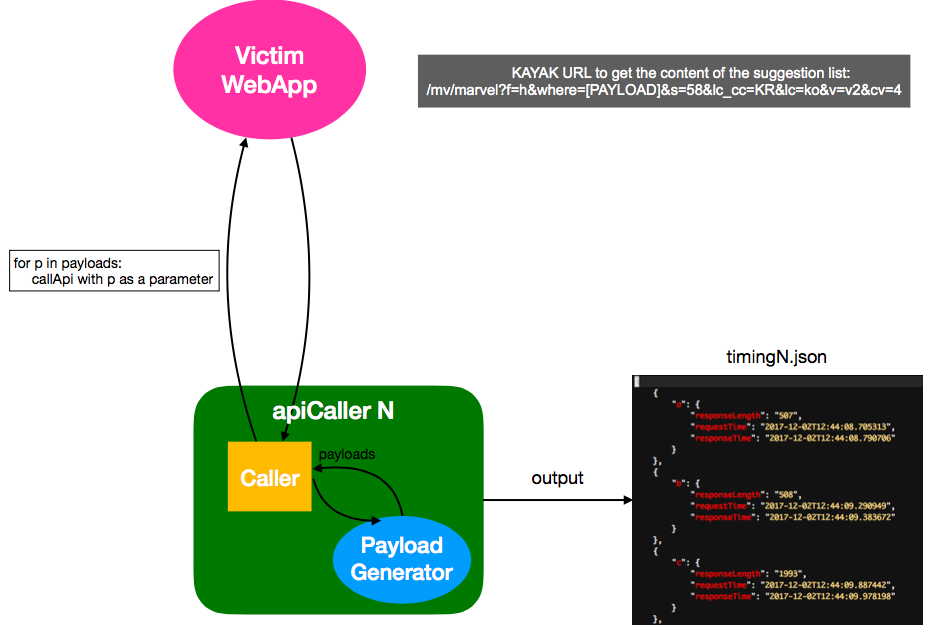 Victim
WebApp
KAYAK URL to get the content of the suggestion list:
/mv/marvel?f=h&where=[PAYLOAD]&s=58&lc_cc=KR&lc=ko&v=v2&cv=4
for p in payloads:
callApi with p as a parameter
apiCaller N
Caller
payloads
Payload
Generator
output
timingN.json
[
{
"a": {
"responseLength": "507",
"requestTime": "2017-12-02T12:44:08.705313",
"responseTime": "2017-12-02T12:44:08.790706"
}
},
{
"b": {
"responseLength": "508",
"requestTime": "2017-12-02T12:44:09.290949",
"responseTime": "2017-12-02T12:44:09.383672"
}
},
{
"c": {
"responseLength": "1993",
"requestTime": "2017-12-02T12:44:09.887442",
"responseTime": "2017-12-02T12:44:09.978198"
}
},